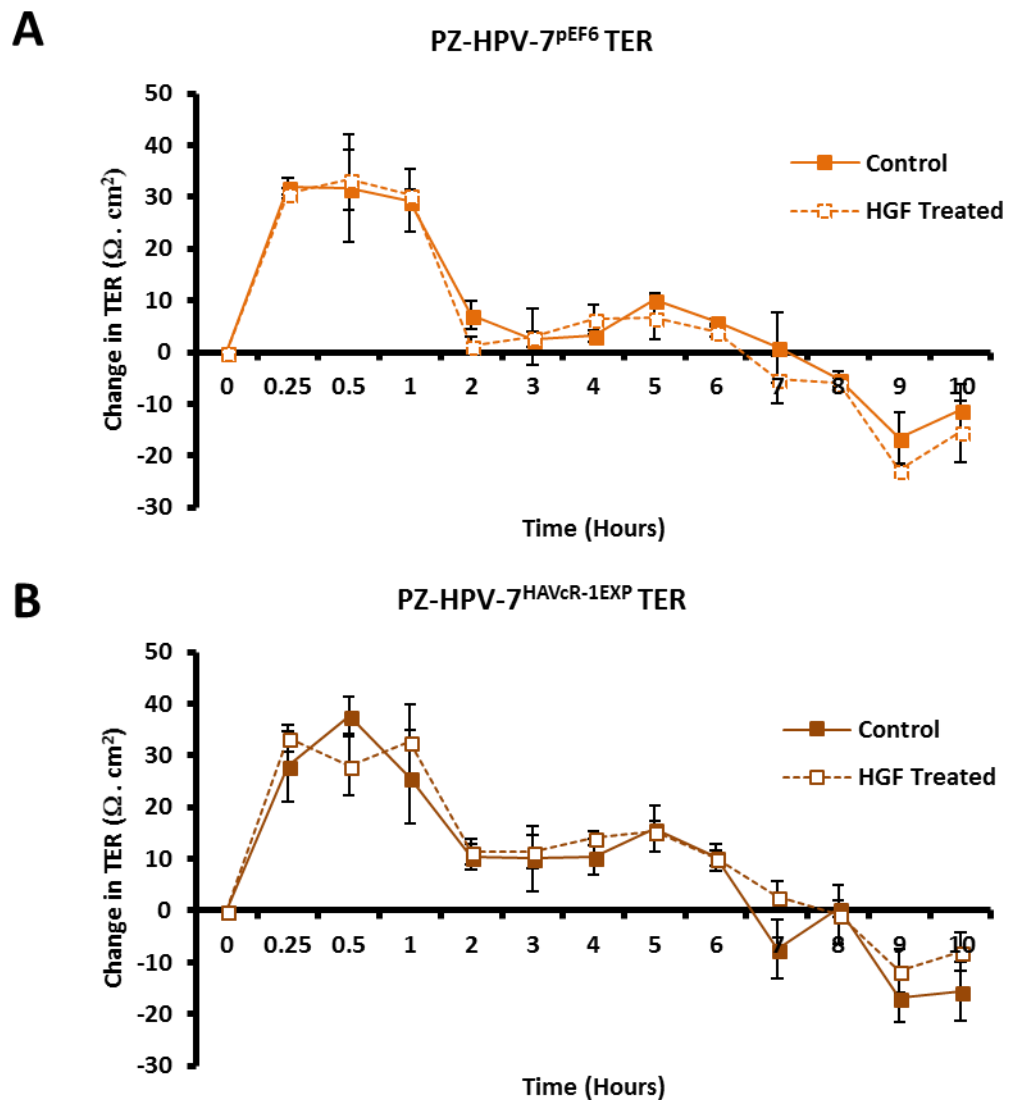 A
PZ-HPV-7pEF6 TER
Change in TER (Ω. cm2)
50
40
30
20
10
0
-10
-20
-30
0 0.25 0.5 1 2 3 4 5 6 7 8 9 10
Time (Hours)
Control
HGF Treated
B
PZ-HPV-7HAVcR-1EXP TER
Change in TER (Ω. cm2)
50
40
30
20
10
0
-10
-20
-30
0 0.25 0.5 1 2 3 4 5 6 7 8 9 10
Time (Hours)
Control
HGF Treated